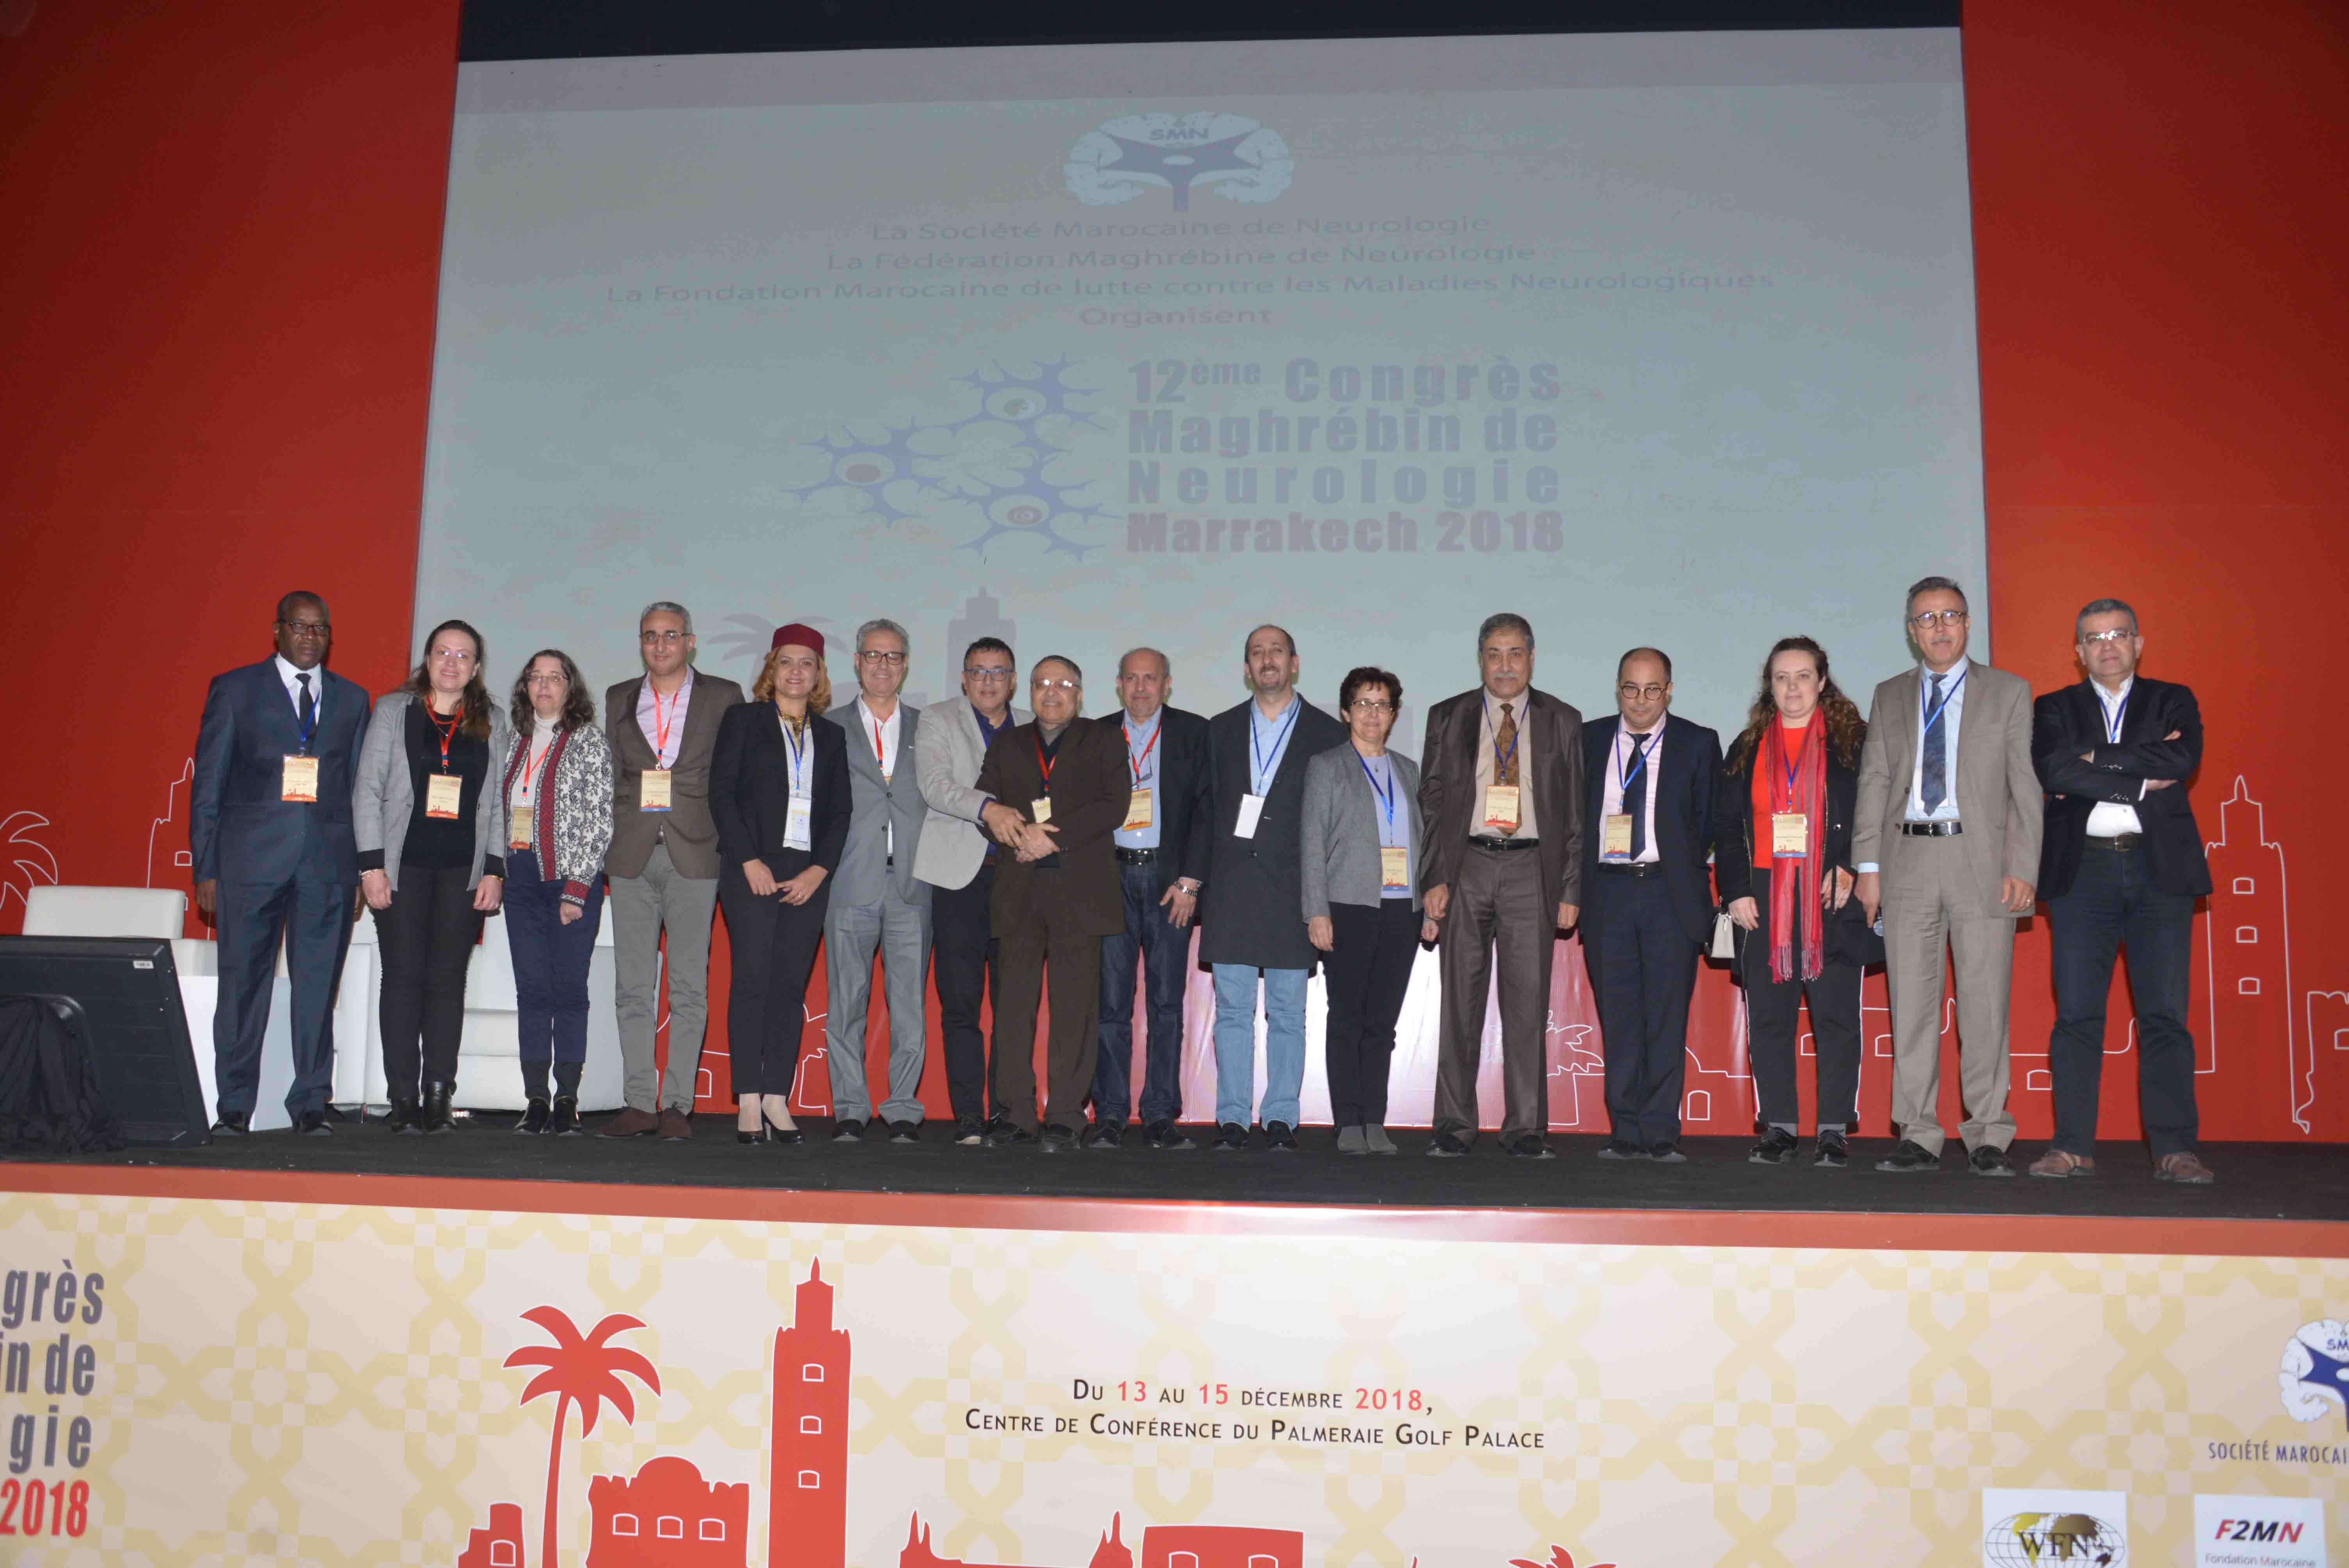 SMN
La Société Marocaine de Neurologie
La Fédération Maghrébine de Neurologie
La Fondation Marocaine de lutte contre les Maladies Neurologiques
Organisent
12ème Congrès
Maghrébin de
Neurologie
Marrakech 2018
grès
in de
gie
2018
DU 13 AU 15 DÉCEMBRE 2018,
CENTRE DE CONFÉRENCE DU PALMERAIE GOLF PALACE
SM
SOCIÉTÉ MAROCAI
WFN
F2MN
Fondation Marocaine